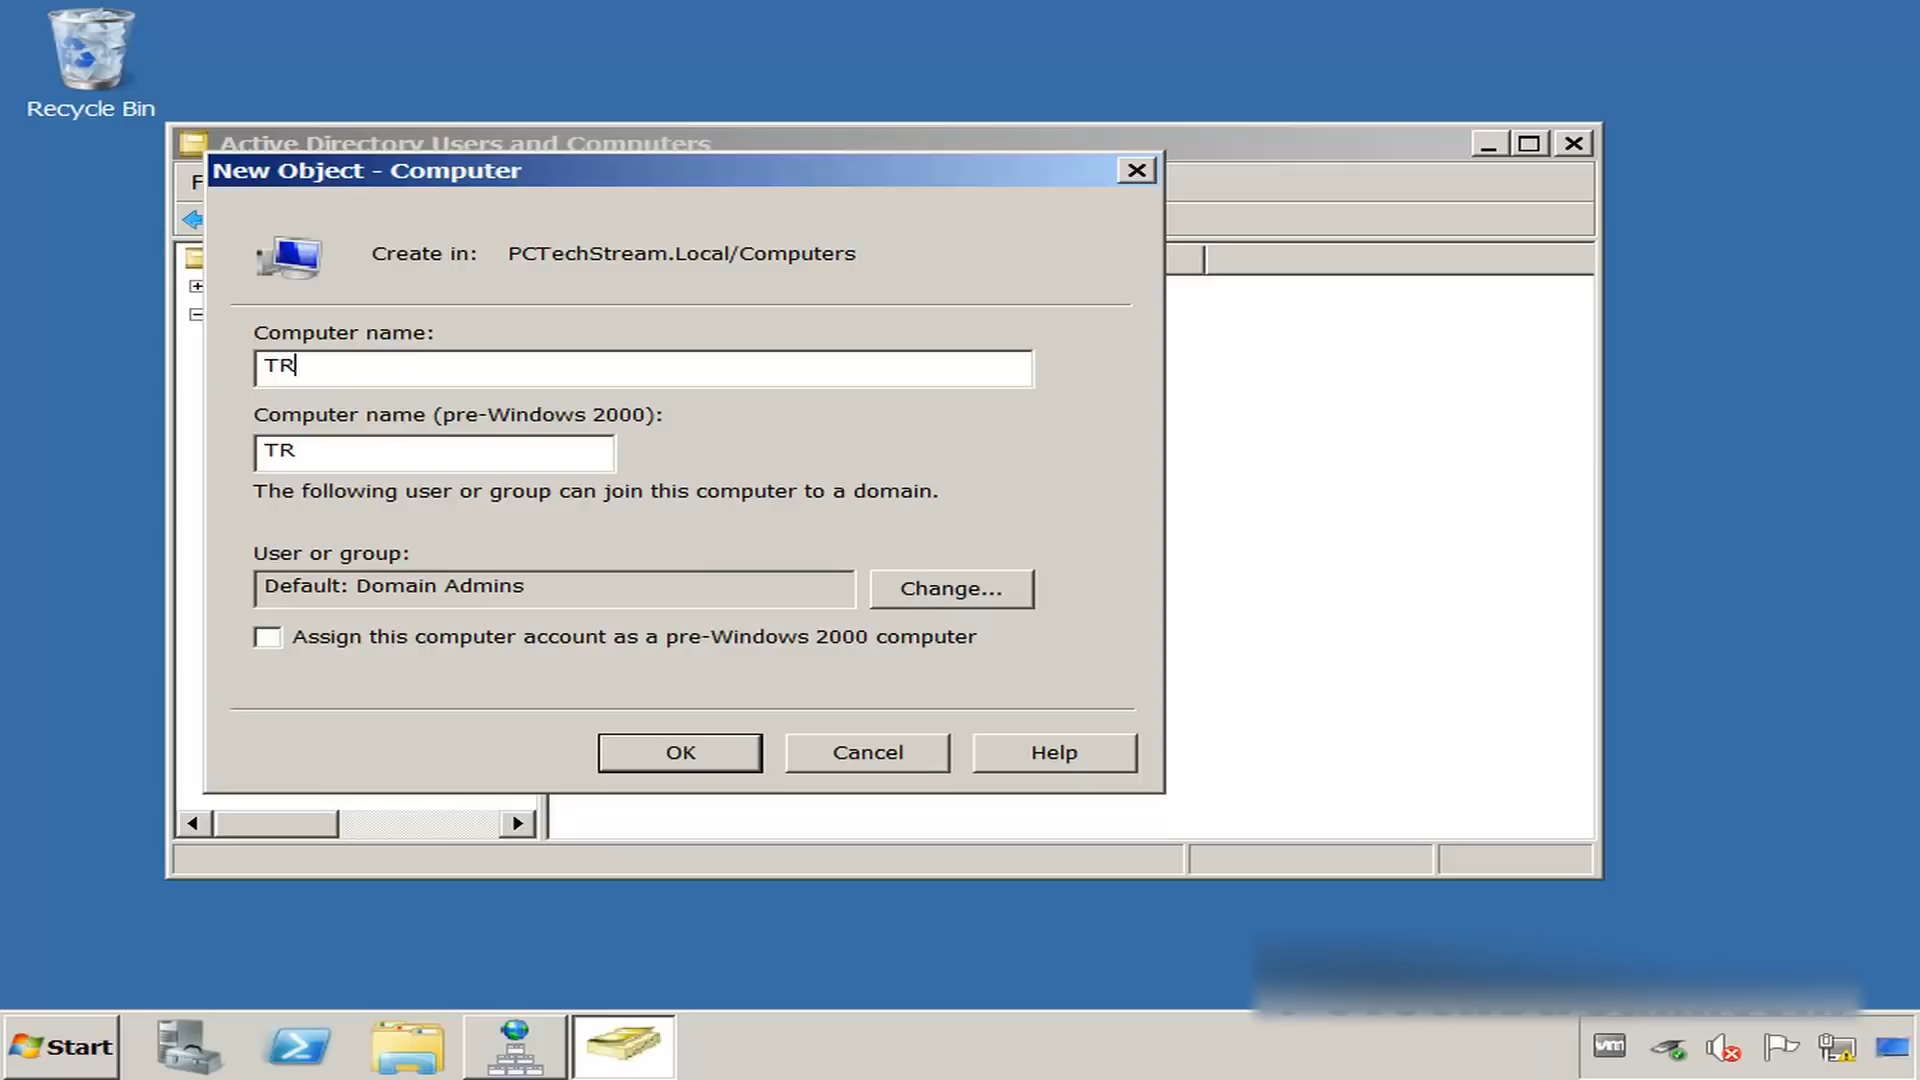 Recycle Bin
Active Directory Users and Computers
New Object - Computer
F
Create in: PCTechStream.Local/Computers
Computer name:
TR
Computer name (pre-Windows 2000):
TR
The following user or group can join this computer to a domain.
User or group:
Default: Domain Admins
Change...
Assign this computer account as a pre-Windows 2000 computer
OK Cancel Help
Start
vm